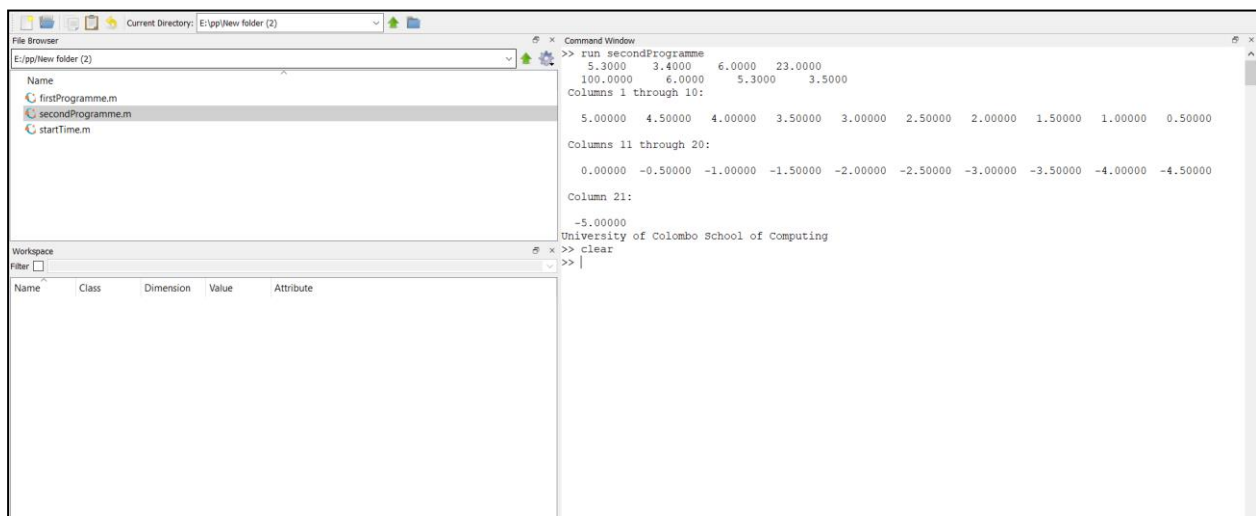 Current Directory: E:\pp\New folder (2)
File Browser
E:/pp/New folder (2)
Name
firstProgramme.m
secondProgramme.m
startTime.m
Workspace
Filter
Name Class Dimension Value Attribute
Command Window
>> run secondProgramme
5.3000 3.4000 6.0000 23.0000
100.0000 6.0000 5.3000 3.5000
Columns 1 through 10:
5.00000 4.50000 4.00000 3.50000 3.00000 2.50000 2.00000 1.50000 1.00000 0.50000
Columns 11 through 20:
0.00000 -0.50000 -1.00000 -1.50000 -2.00000 -2.50000 -3.00000 -3.50000 -4.00000 -4.50000
Column 21:
-5.00000
University of Colombo School of Computing
>> clear
>>